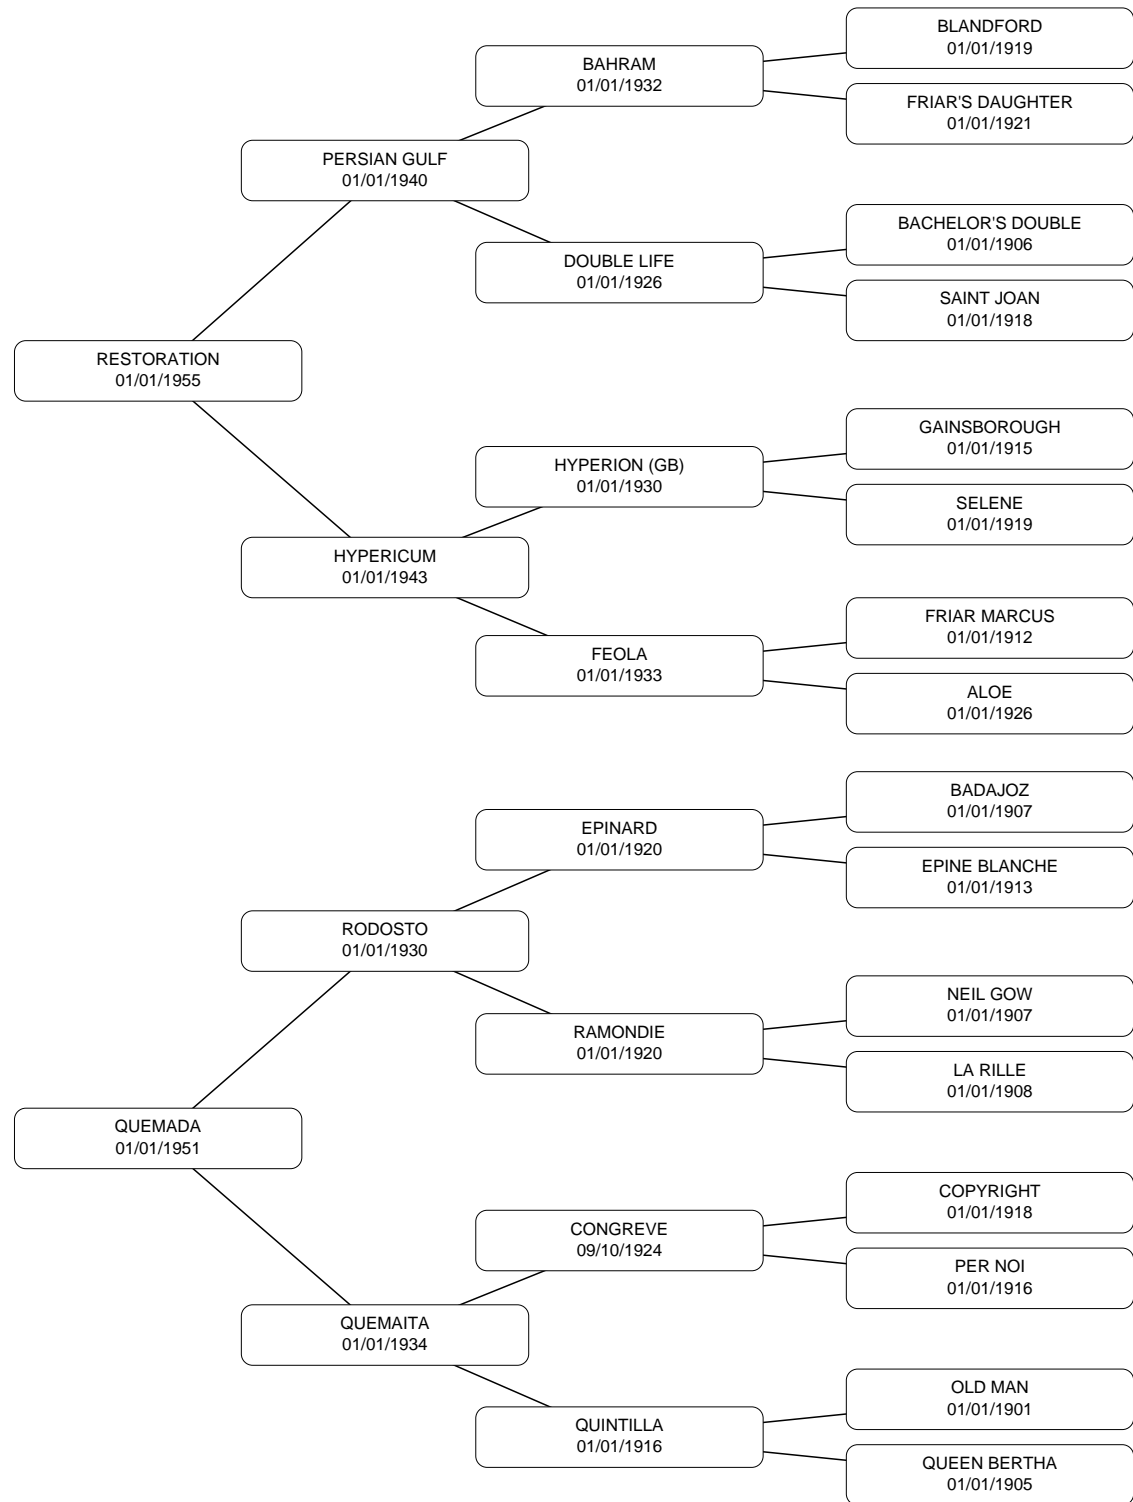 BLANDFORD
01/01/1919
BAHRAM
01/01/1932
FRIAR'S DAUGHTER
01/01/1921
PERSIAN GULF
01/01/1940
BACHELOR'S DOUBLE
01/01/1906
DOUBLE LIFE
01/01/1926
SAINT JOAN
01/01/1918
RESTORATION
01/01/1955
GAINSBOROUGH
01/01/1915
HYPERION (GB)
01/01/1930
SELENE
01/01/1919
HYPERICUM
01/01/1943
FRIAR MARCUS
01/01/1912
FEOLA
01/01/1933
ALOE
01/01/1926
BADAJOZ
01/01/1907
EPINARD
01/01/1920
EPINE BLANCHE
01/01/1913
RODOSTO
01/01/1930
NEIL GOW
01/01/1907
RAMONDIE
01/01/1920
LA RILLE
01/01/1908
QUEMADA
01/01/1951
COPYRIGHT
01/01/1918
CONGREVE
09/10/1924
PER NOI
01/01/1916
QUEMAITA
01/01/1934
OLD MAN
01/01/1901
QUINTILLA
01/01/1916
QUEEN BERTHA
01/01/1905